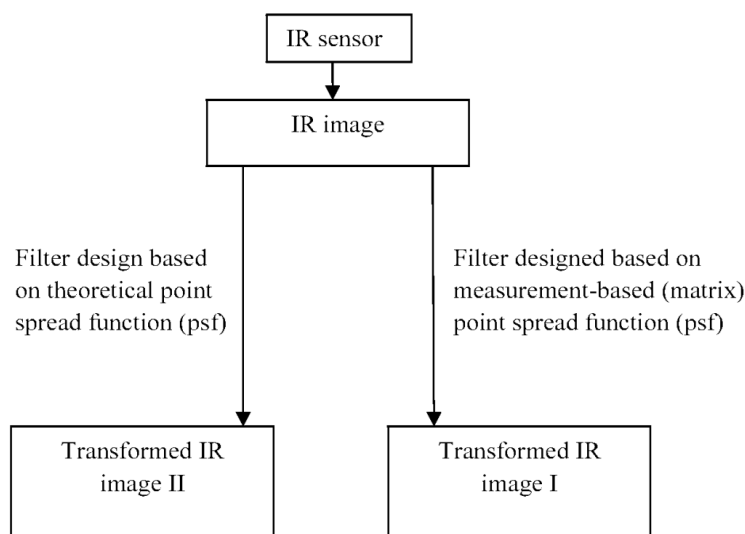 IR sensor
IR image
Filter design based
on theoretical point
spread function (psf)
Filter designed based on
measurement-based (matrix)
point spread function (psf)
Transformed IR
image II
Transformed IR
image I